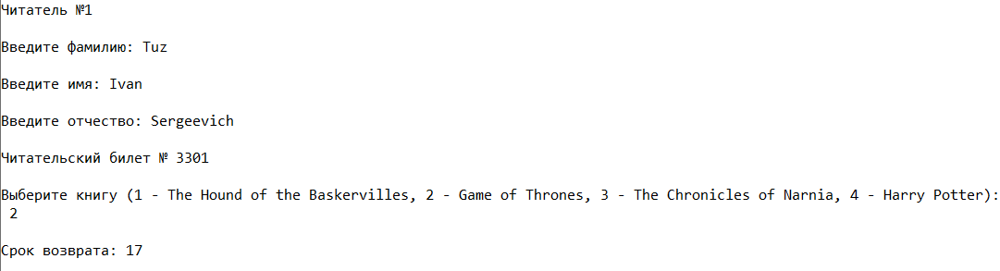 Читатель №1
Введите фамилию: Tuz
Введите имя: Ivan
Введите отчество: Sergeevich
Читательский билет № 3301
Выберите книгу (1 - The Hound of the Baskervilles, 2 - Game of Thrones, 3 - The Chronicles of Narnia, 4 - Harry Potter):
2
Срок возврата: 17